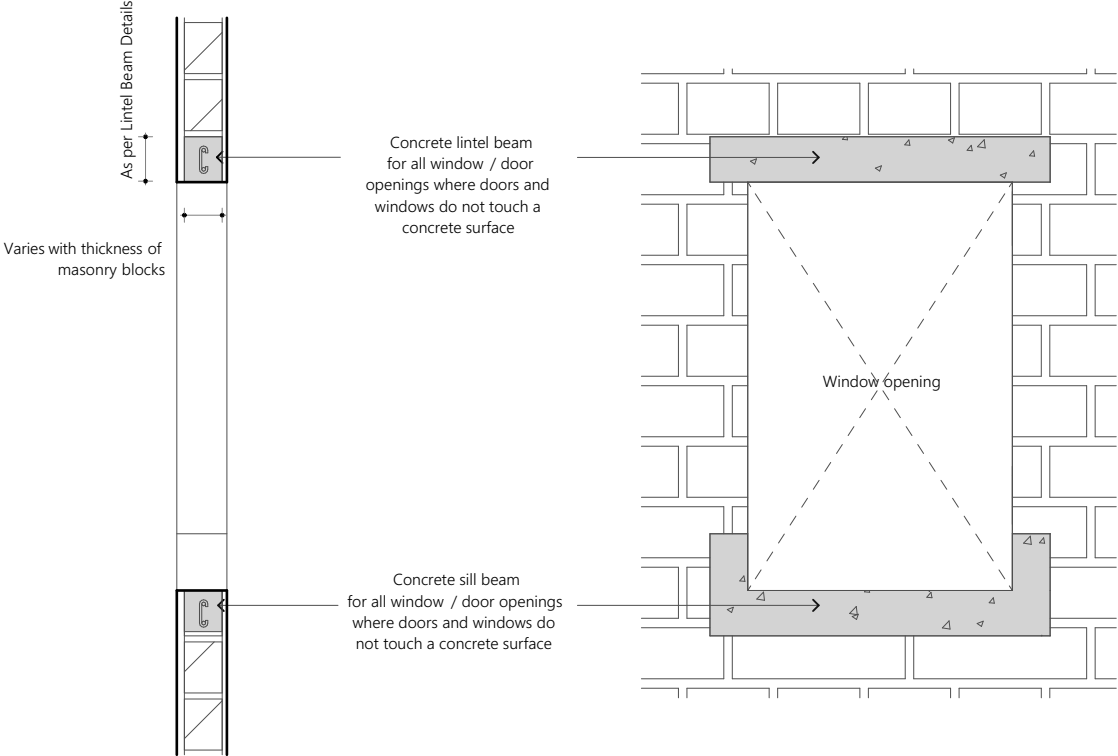 As per Lintel Beam Details
Concrete lintel beam
for all window / door
openings where doors and
windows do not touch a
concrete surface
Varies with thickness of
masonry blocks
Window opening
Concrete sill beam
for all window / door openings
where doors and windows do
not touch a concrete surface